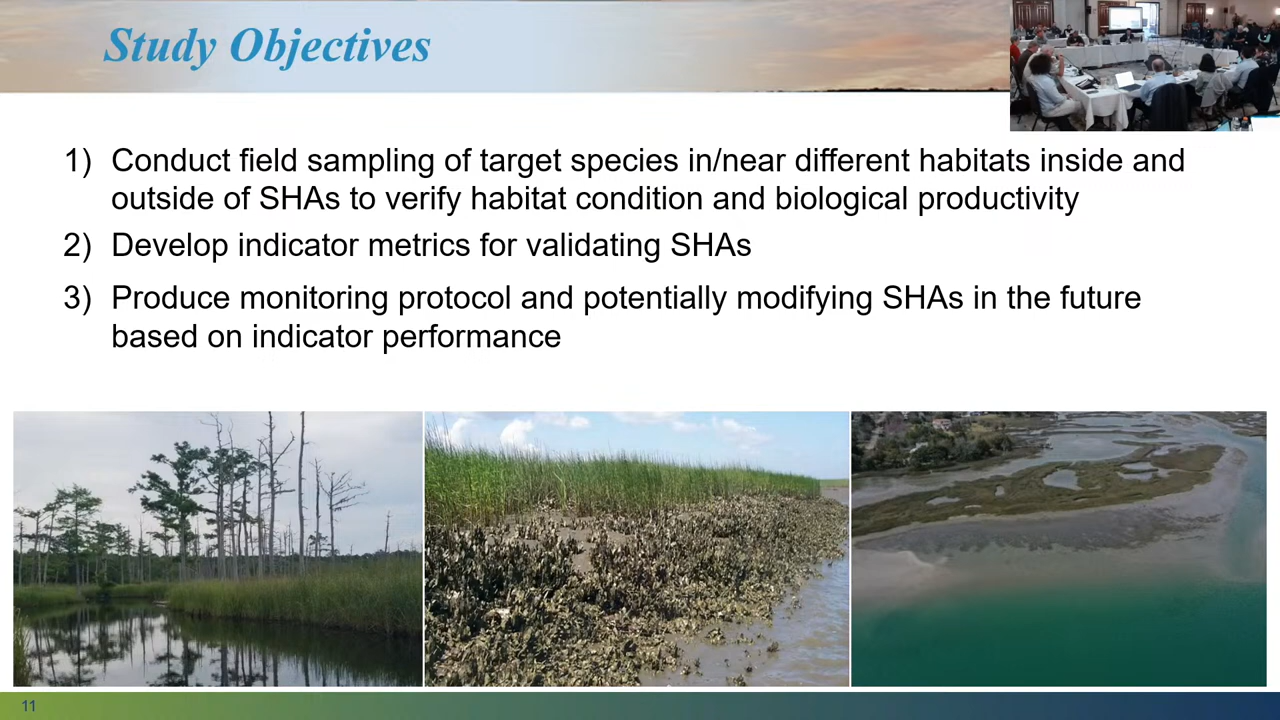 Study Objectives
1) Conduct field sampling of target species in/near different habitats inside and
outside of SHAs to verify habitat condition and biological productivity
2) Develop indicator metrics for validating SHAs
3) Produce monitoring protocol and potentially modifying SHAs in the future
based on indicator performance
11